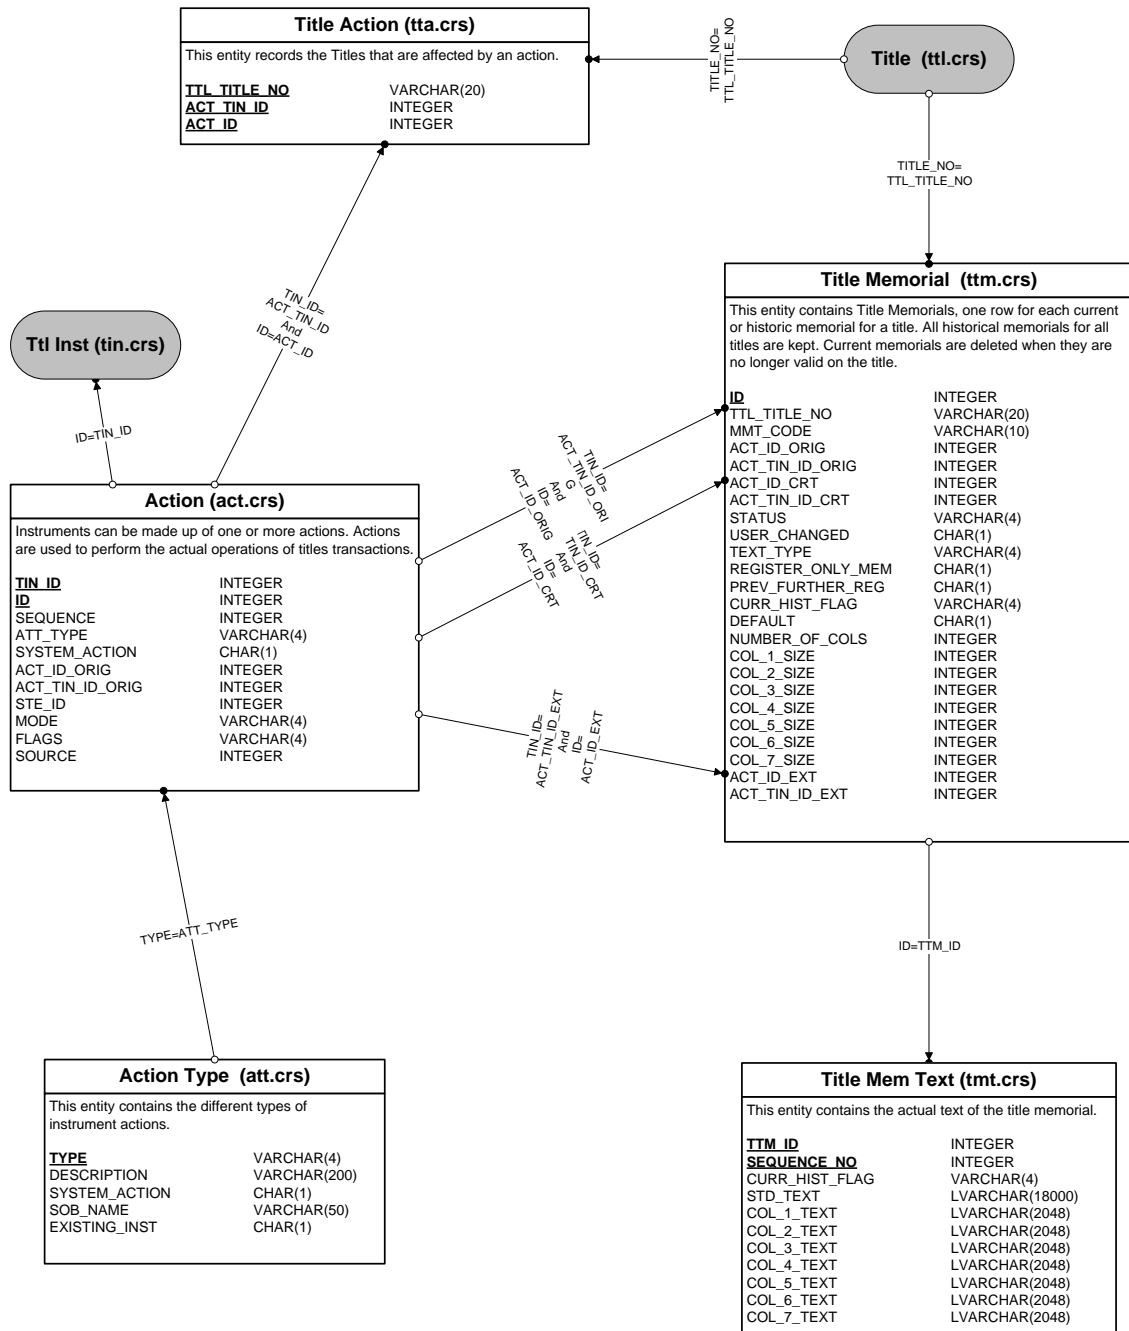 Title Action (tta.crs)
This entity records the Titles that are affected by an action.
TTL_TITLE_NO VARCHAR(20)
ACT_TIN_ID INTEGER
ACT_ID INTEGER
TITLE_NO=
TTL_TITLE_NO
Title (ttl.crs)
TITLE_NO=
TTL_TITLE_NO
TIN_ID=
ACT_TIN_ID
And
ID=ACT_ID
Ttl Inst (tin.crs)
ID=TIN_ID
Title Memorial (ttm.crs)
This entity contains Title Memorials, one row for each current
or historic memorial for a title. All historical memorials for all
titles are kept. Current memorials are deleted when they are
no longer valid on the title.
ID INTEGER
TTL_TITLE_NO VARCHAR(20)
MMT_CODE VARCHAR(10)
ACT_ID_ORIG INTEGER
ACT_TIN_ID_ORIG INTEGER
ACT_ID_CRT INTEGER
ACT_TIN_ID_CRT INTEGER
STATUS VARCHAR(4)
USER_CHANGED CHAR(1)
TEXT_TYPE VARCHAR(4)
REGISTER_ONLY_MEM CHAR(1)
PREV_FURTHER_REG CHAR(1)
CURR_HIST_FLAG VARCHAR(4)
DEFAULT CHAR(1)
NUMBER_OF_COLS INTEGER
COL_1_SIZE INTEGER
COL_2_SIZE INTEGER
COL_3_SIZE INTEGER
COL_4_SIZE INTEGER
COL_5_SIZE INTEGER
COL_6_SIZE INTEGER
COL_7_SIZE INTEGER
ACT_ID_EXT INTEGER
ACT_TIN_ID_EXT INTEGER
TIN_ID=
ACT_TIN_ID_ORI
G
And
ID=
ACT_ID_ORIG
TIN_ID=
TIN_ID_CRT
And
ID=
ACT_ID_CRT
TIN_ID=
ACT_TIN_ID_EXT
And
ID=
ACT_ID_EXT
Action (act.crs)
Instruments can be made up of one or more actions. Actions
are used to perform the actual operations of titles transactions.
TIN_ID INTEGER
ID INTEGER
SEQUENCE INTEGER
ATT_TYPE VARCHAR(4)
SYSTEM_ACTION CHAR(1)
ACT_ID_ORIG INTEGER
ACT_TIN_ID_ORIG INTEGER
STE_ID INTEGER
MODE VARCHAR(4)
FLAGS VARCHAR(4)
SOURCE INTEGER
TYPE=ATT_TYPE
ID=TTM_ID
Action Type (att.crs)
This entity contains the different types of
instrument actions.
TYPE VARCHAR(4)
DESCRIPTION VARCHAR(200)
SYSTEM_ACTION CHAR(1)
SOB_NAME VARCHAR(50)
EXISTING_INST CHAR(1)
Title Mem Text (tmt.crs)
This entity contains the actual text of the title memorial.
TTM_ID INTEGER
SEQUENCE_NO INTEGER
CURR_HIST_FLAG VARCHAR(4)
STD_TEXT LVARCHAR(18000)
COL_1_TEXT LVARCHAR(2048)
COL_2_TEXT LVARCHAR(2048)
COL_3_TEXT LVARCHAR(2048)
COL_4_TEXT LVARCHAR(2048)
COL_5_TEXT LVARCHAR(2048)
COL_6_TEXT LVARCHAR(2048)
COL_7_TEXT LVARCHAR(2048)